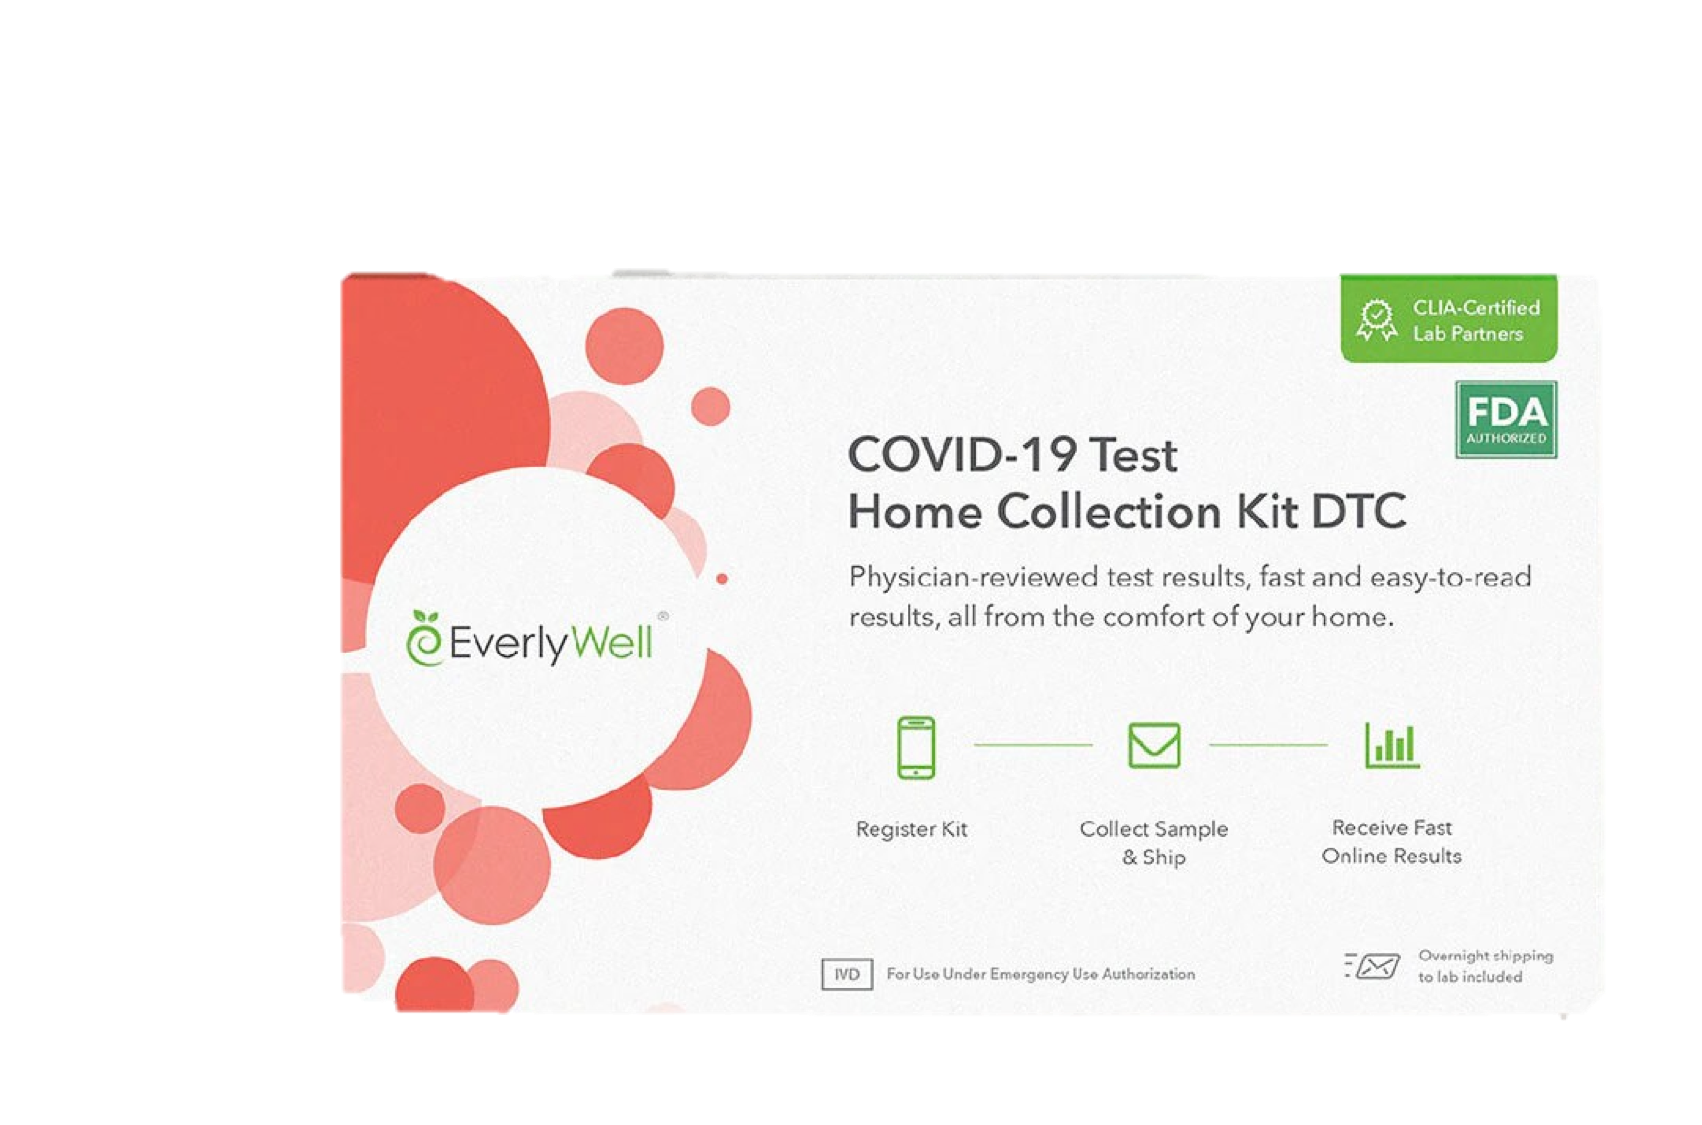 CLIA-Certified
Lab Partners
FDA
AUTHORIZED
COVID-19 Test
Home Collection Kit DTC
Physician-reviewed test results, fast and easy-to-read
results, all from the comfort of your home.
EverlyWell®
Register Kit
Collect Sample
& Ship
Receive Fast
Online Results
IVD
For Use Under Emergency Use Authorization
Overnight shipping
to lab included